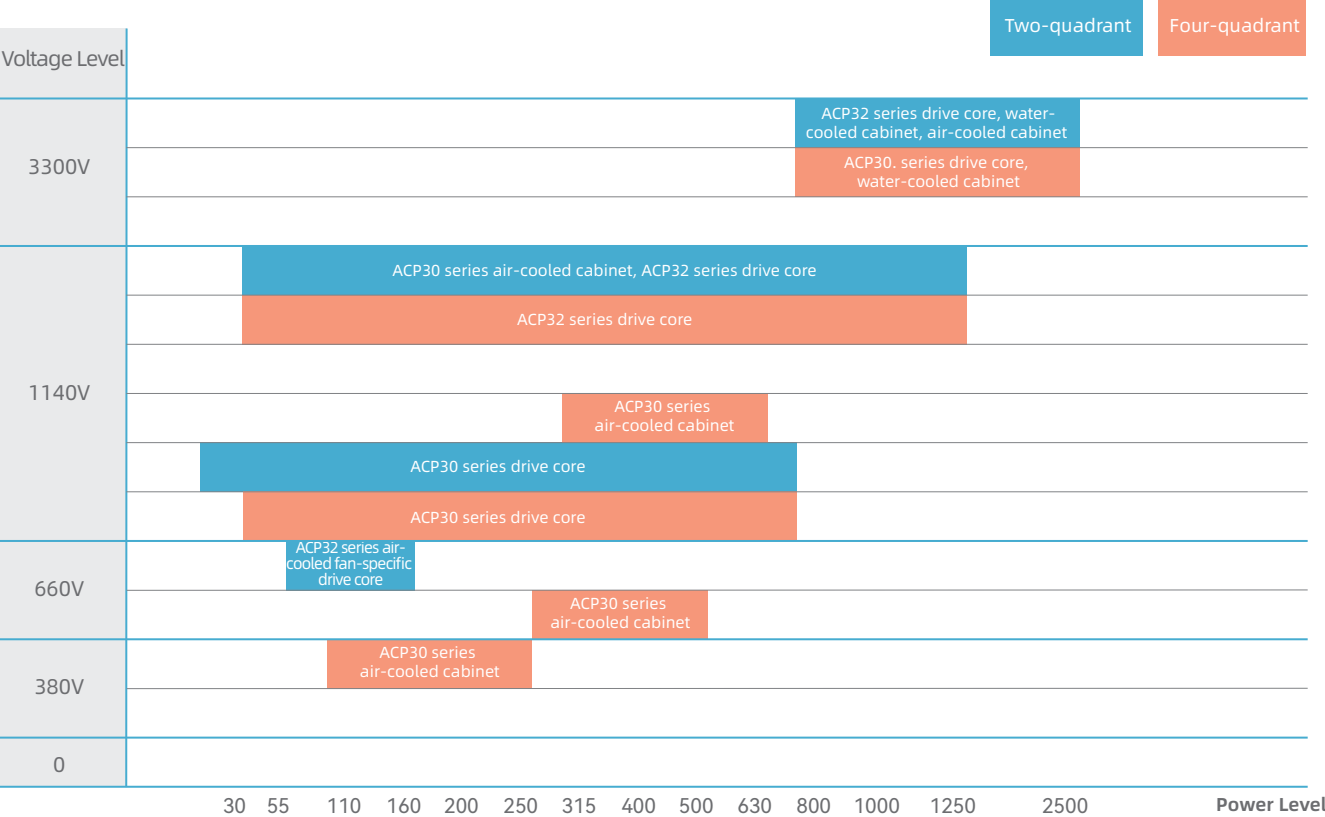 Two-quadrant
Four-quadrant
Voltage Level
3300V
ACP32 series drive core, water-
cooled cabinet, air-cooled cabinet
ACP30. series drive core,
water-cooled cabinet
1140V
ACP30 series air-cooled cabinet, ACP32 series drive core
ACP32 series drive core
ACP30 series
air-cooled cabinet
ACP30 series drive core
ACP30 series drive core
660V
ACP32 series air-
cooled fan-specific
drive core
ACP30 series
air-cooled cabinet
380V
ACP30 series
air-cooled cabinet
0
30 55 110 160 200 250 315 400 500 630 800 1000 1250 2500 Power Level